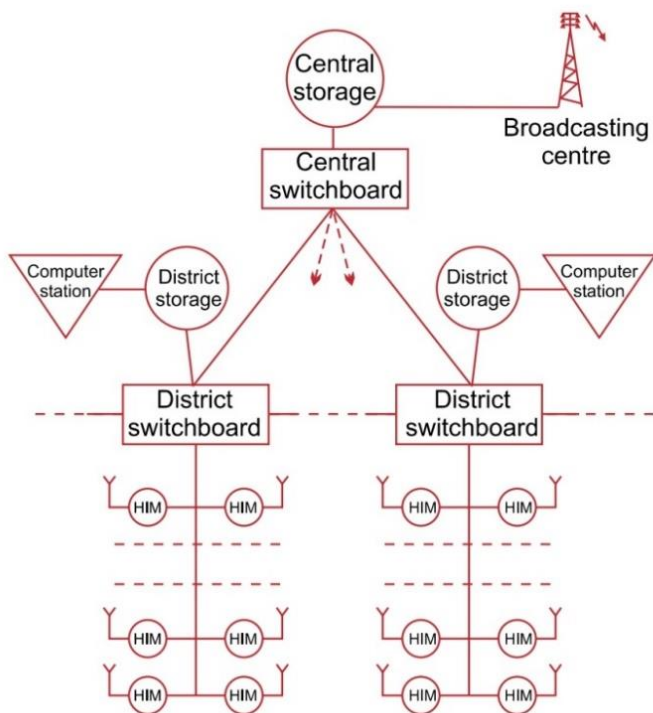 Central
storage
Broadcasting
centre
Central
switchboard
Computer
station
District
storage
District
storage
Computer
station
District
switchboard
District
switchboard
HIM HIM HIM HIM
HIM HIM HIM HIM
HIM HIM HIM HIM